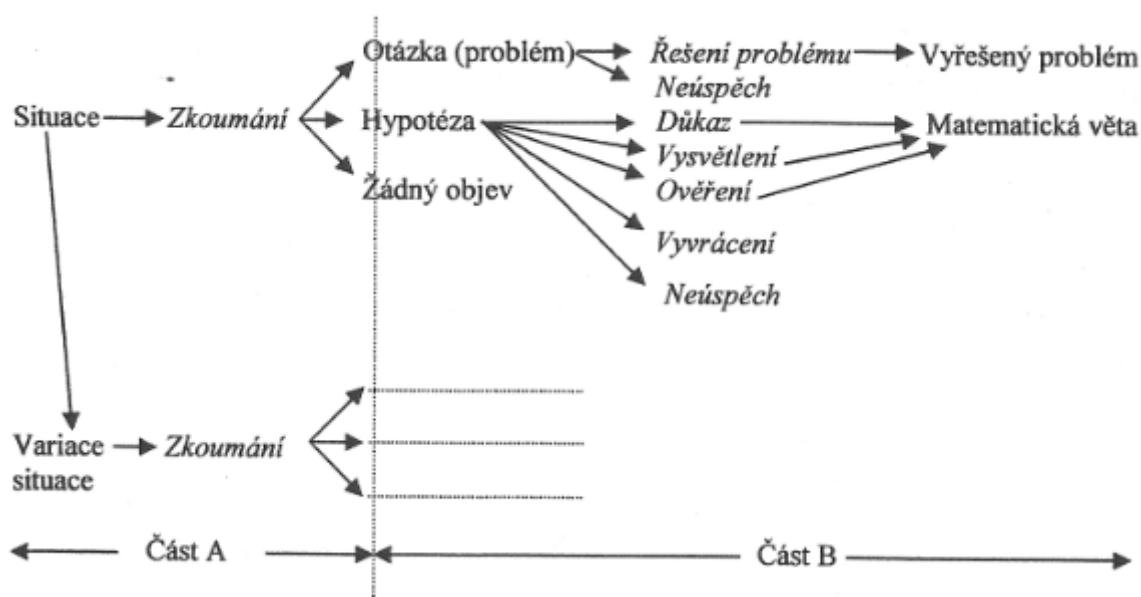 Otázka (problém) Řešení problému Vyřešený problém
Neúspěch
Situace Zkoumání Hypotéza Důkaz Matematická věta
Vysvětlení
Žádný objev Ověření
Vyvrácení
Neúspěch
Variace Zkoumání
situace
Část A Část B